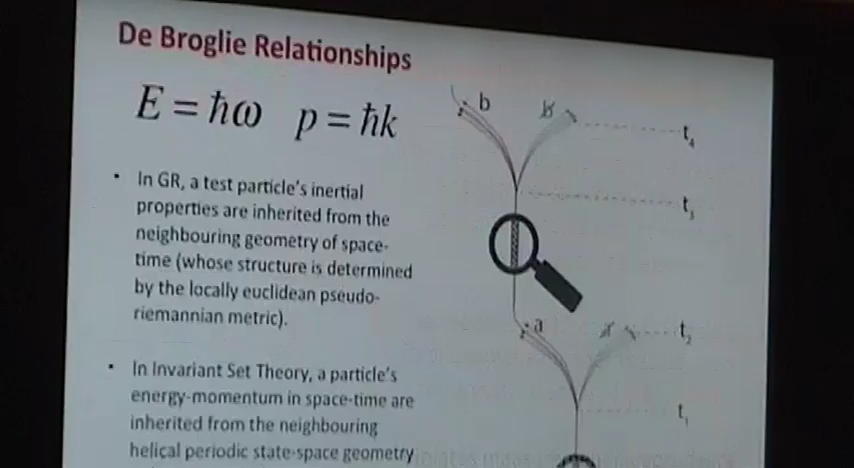 De Broglie Relationships
E = ħω p = ħk
• In GR, a test particle's inertial
properties are inherited from the
neighbouring geometry of space-
time (whose structure is determined
by the locally euclidean pseudo-
riemannian metric).
• In Invariant Set Theory, a particle's
energy-momentum in space-time are
inherited from the neighbouring
helical periodic state-space geometry
b
t₄
t₃
a
t₂
t₁